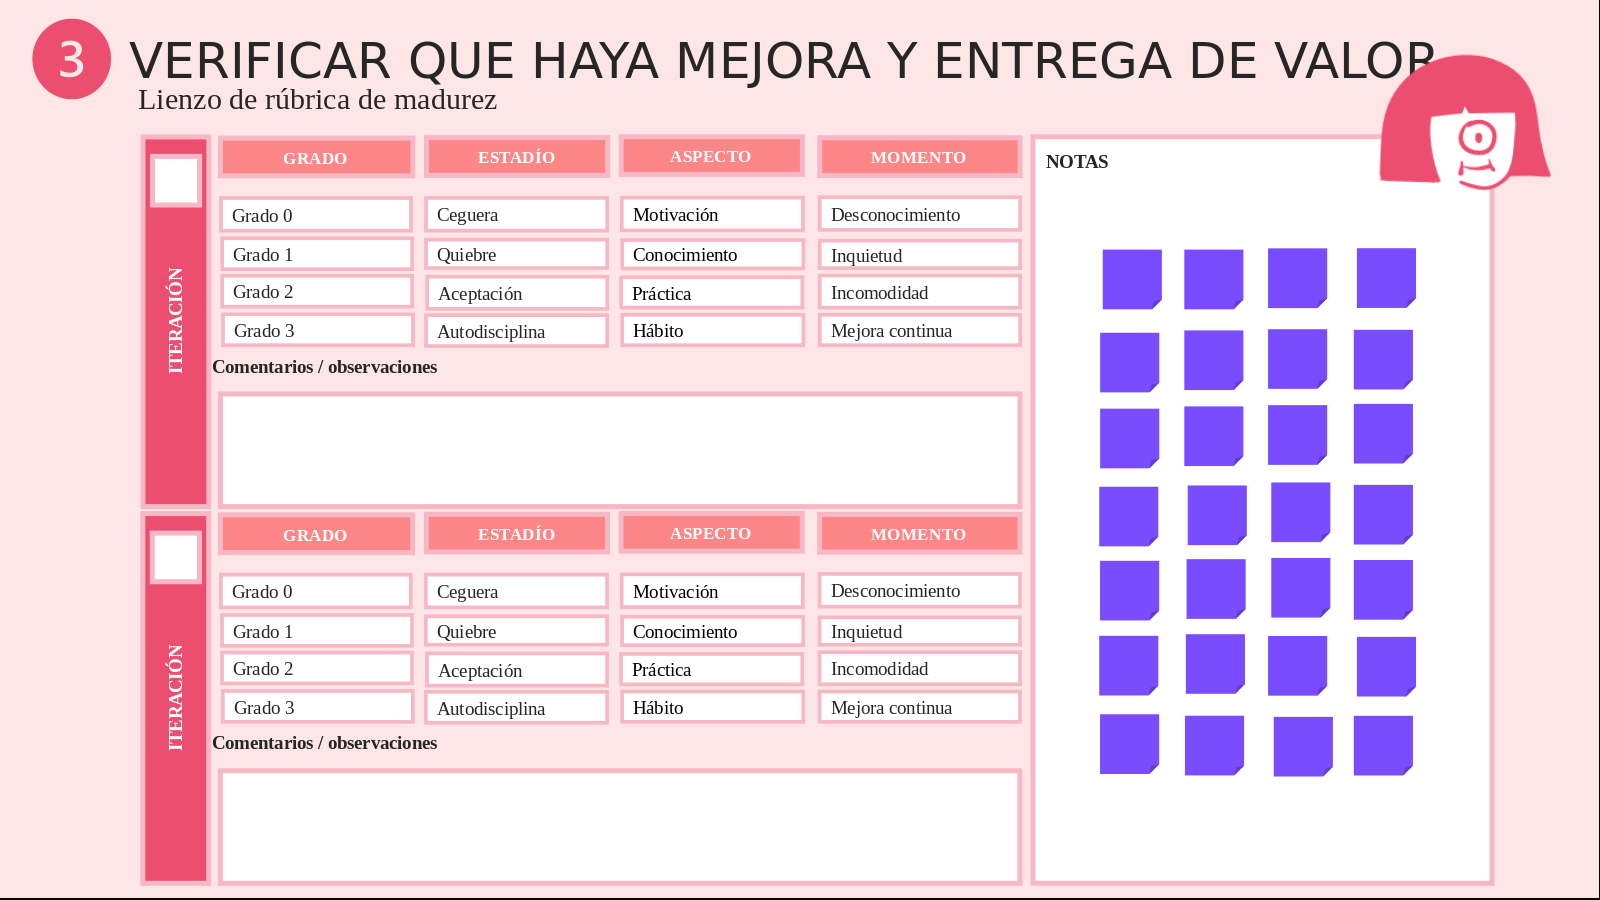 3
VERIFICAR QUE HAYA MEJORA Y ENTREGA DE VALOR
Lienzo de rúbrica de madurez
ITERACIÓN
GRADO ESTADÍO ASPECTO MOMENTO
Grado 0 Ceguera Motivación Desconocimiento
Grado 1 Quiebre Conocimiento Inquietud
Grado 2 Aceptación Práctica Incomodidad
Grado 3 Autodisciplina Hábito Mejora continua
Comentarios / observaciones
ITERACIÓN
GRADO ESTADÍO ASPECTO MOMENTO
Grado 0 Ceguera Motivación Desconocimiento
Grado 1 Quiebre Conocimiento Inquietud
Grado 2 Aceptación Práctica Incomodidad
Grado 3 Autodisciplina Hábito Mejora continua
Comentarios / observaciones
NOTAS